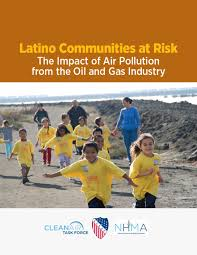 Latino Communities at Risk
The Impact of Air Pollution
from the Oil and Gas Industry
CLEAN AIR
TASK FORCE
NHMA